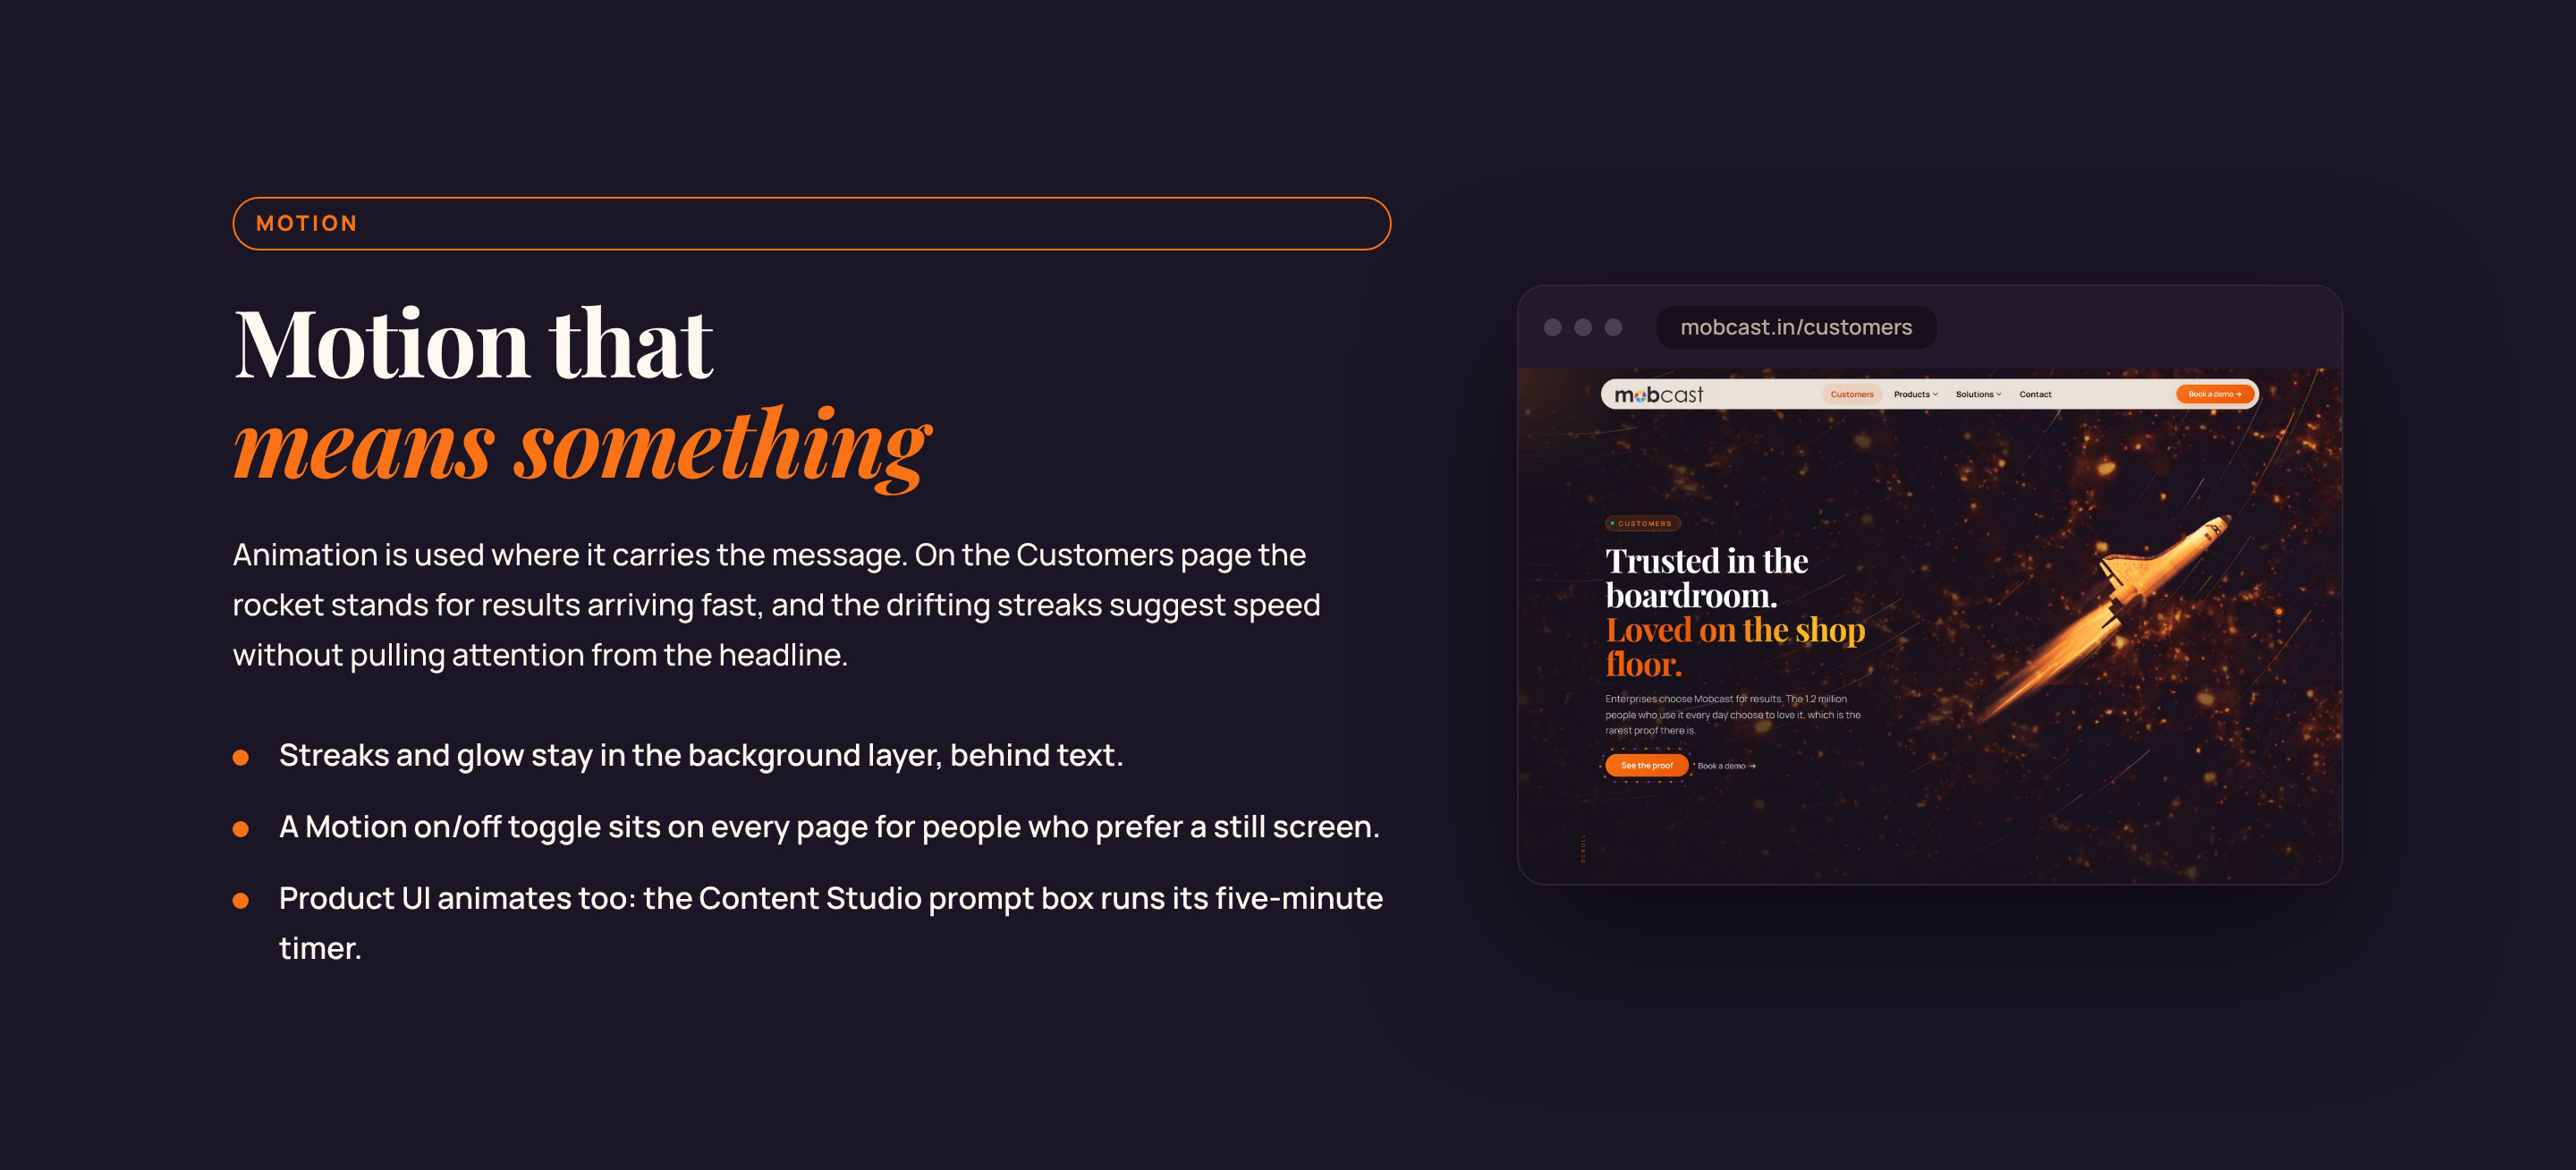 MOTION
Motion that
means something
Animation is used where it carries the message. On the Customers page the
rocket stands for results arriving fast, and the drifting streaks suggest speed
without pulling attention from the headline.
Streaks and glow stay in the background layer, behind text.
A Motion on/off toggle sits on every page for people who prefer a still screen.
Product UI animates too: the Content Studio prompt box runs its five-minute
timer.
mobcast.in/customers
mobcast
Customers Products Solutions Contact Book a demo →
CUSTOMERS
Trusted in the
boardroom.
Loved on the shop
floor.
Enterprises choose Mobcast for results. The 1.2 million
people who use it every day choose to love it, which is the
rarest proof there is.
See the proof Book a demo →
SCROLL